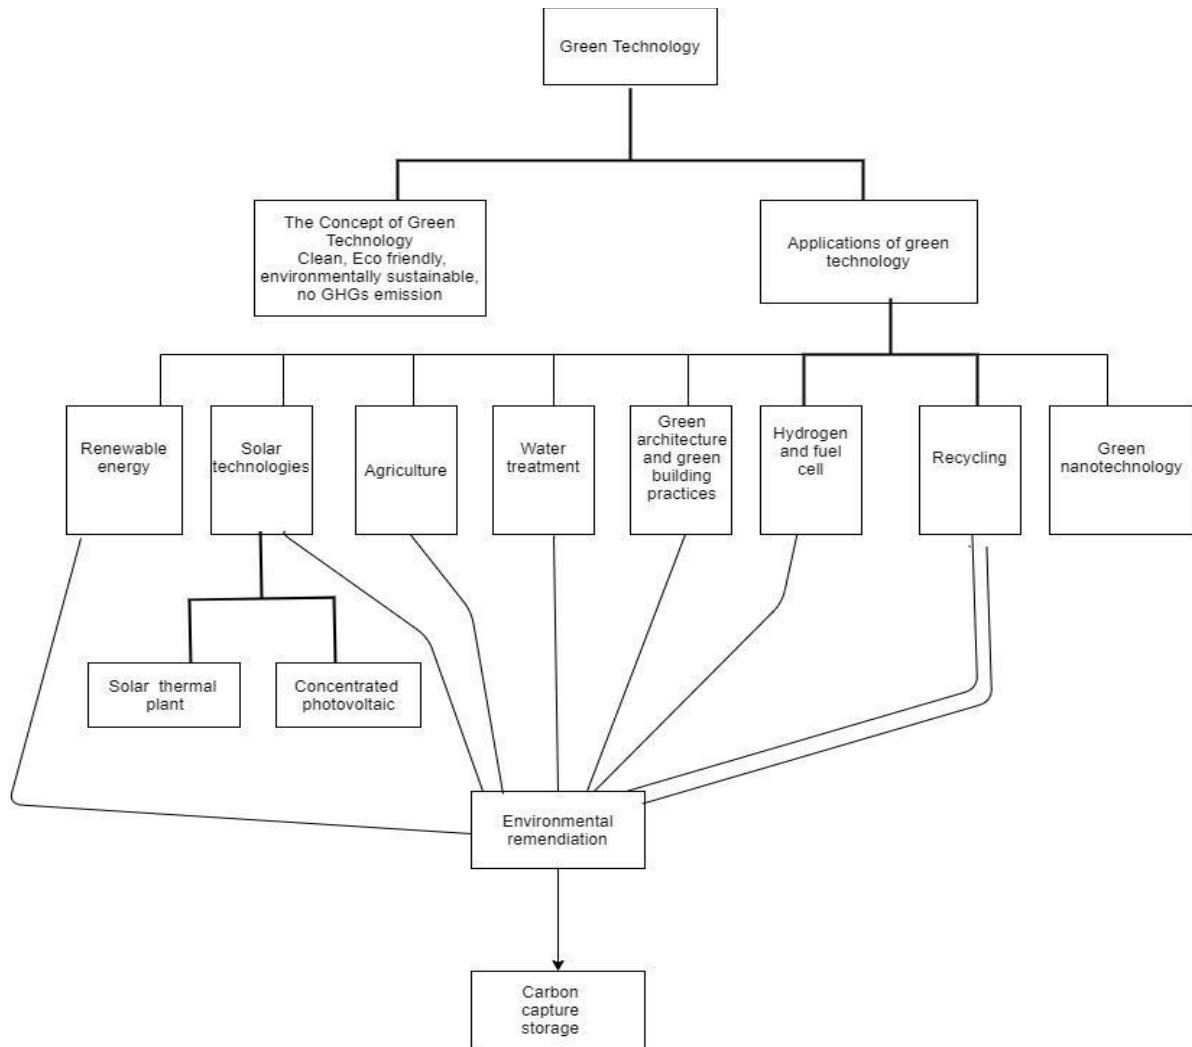 Green Technology
The Concept of Green
Technology
Clean, Eco friendly,
environmentally sustainable,
no GHGs emission
Applications of green
technology
Renewable
energy
Solar
technologies
Agriculture
Water
treatment
Green
architecture
and green
building
practices
Hydrogen
and fuel
cell
Recycling
Green
nanotechnology
Solar thermal
plant
Concentrated
photovoltaic
Environmental
remendiation
Carbon
capture
storage